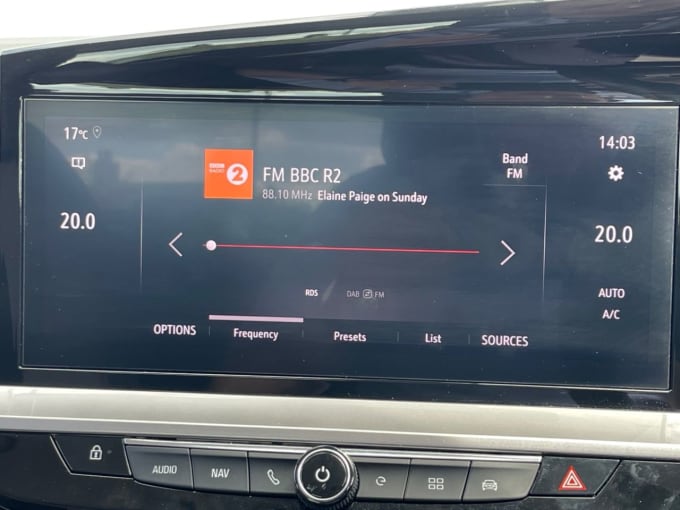 17°C
14:03
BBC
RADIO
2
FM BBC R2
88.10 MHz Elaine Paige on Sunday
Band
FM
20.0
20.0
RDS
DAB FM
AUTO
A/C
OPTIONS
Frequency
Presets
List
SOURCES
AUDIO
NAV